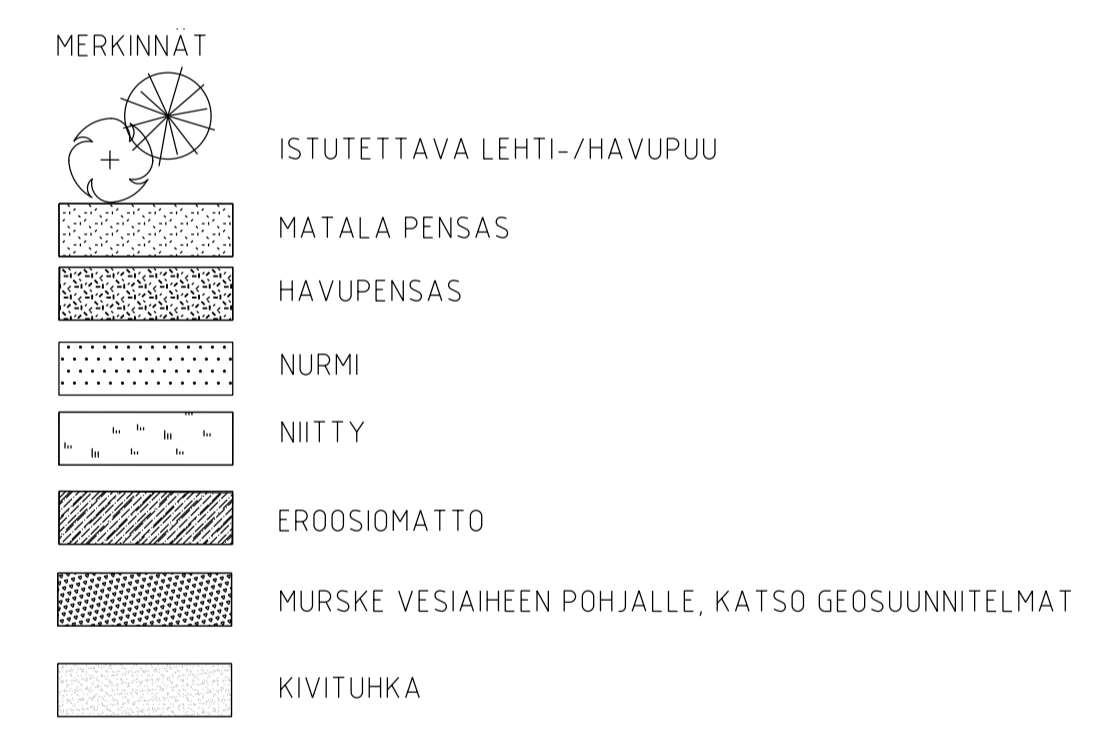 MERKINNÄT
ISTUTETTAVA LEHTI-/HAVUPUU
MATALA PENSAS
HAVUPENSAS
NURMI
NIITTY
EROOSIOMATTO
MURSKE VESIAIHEEN POHJALLE, KATSO GEOSUUNNITELMAT
KIVITUHKA